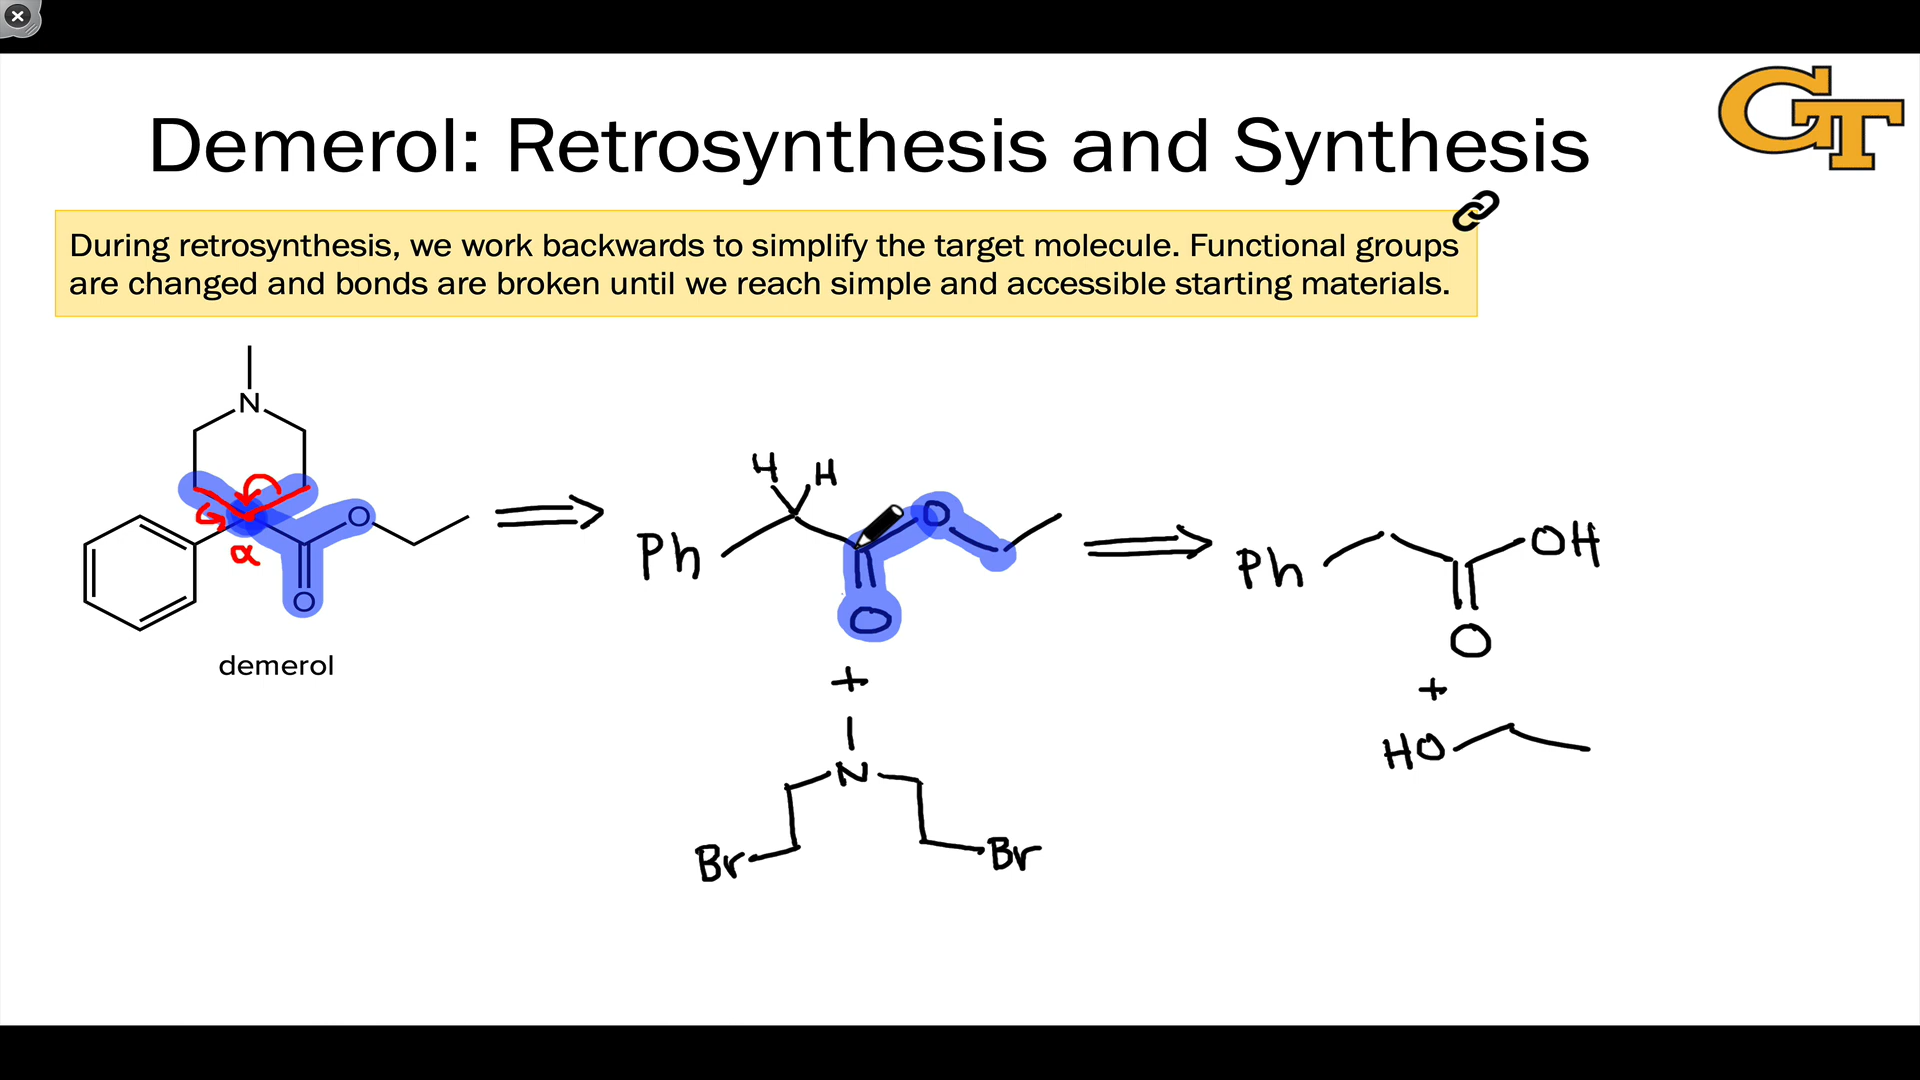 Demerol: Retrosynthesis and Synthesis
GT
During retrosynthesis, we work backwards to simplify the target molecule. Functional groups
are changed and bonds are broken until we reach simple and accessible starting materials.
N
O
α
O
demerol
H H
Ph
O
O
+
N
Br
Br
Ph
OH
O
+
HO